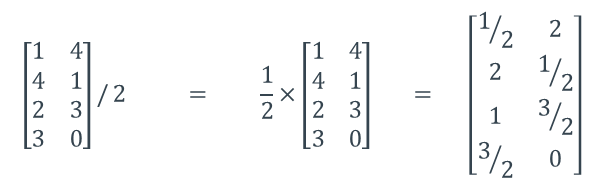 [1 4; 4 1; 2 3; 3 0] / 2 = 1/2 × [1 4; 4 1; 2 3; 3 0] = [1/2 2; 2 1/2; 1 3/2; 3/2 0]